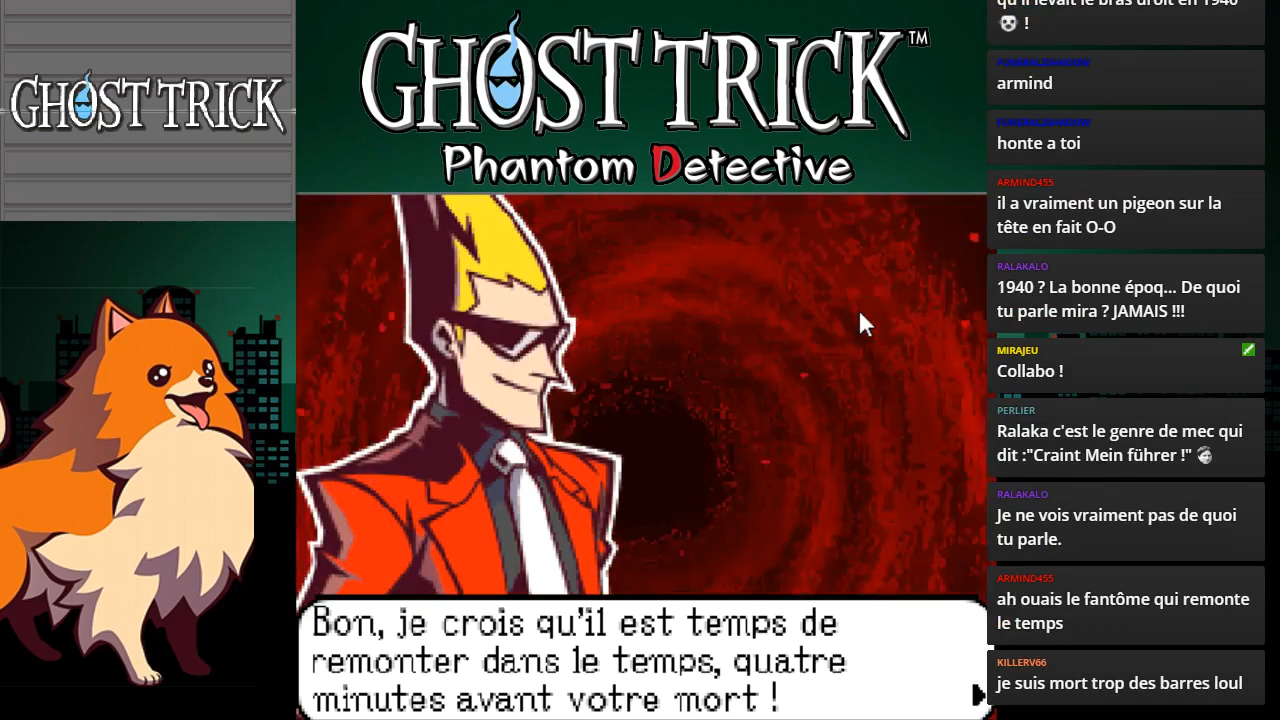 GHOST TRICK
GHOST TRICK™
Phantom Detective
Bon, je crois qu'il est temps de
remonter dans le temps, quatre
minutes avant votre mort !
qu'il levait le bras droit en 1940
!
armind
honte a toi
ARMIND455
il a vraiment un pigeon sur la
tête en fait O-O
RALAKALO
1940 ? La bonne époq... De quoi
tu parle mira ? JAMAIS !!!
MIRAJEU
Collabo !
PERLIER
Ralaka c'est le genre de mec qui
dit :"Craint Mein führer !"
RALAKALO
Je ne vois vraiment pas de quoi
tu parle.
ARMIND455
ah ouais le fantôme qui remonte
le temps
KILLERV66
je suis mort trop des barres loul